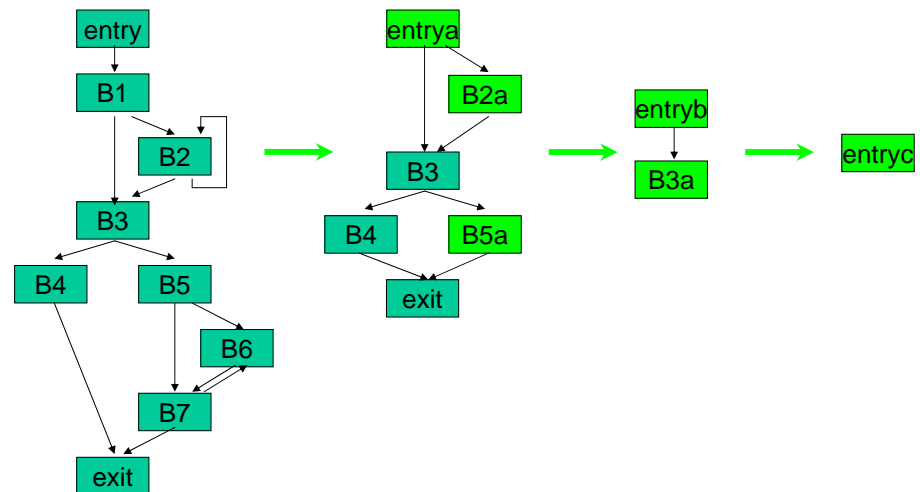 entry
B1
B2
B3
B4
B5
B6
B7
exit
entrya
B2a
B3
B4
B5a
exit
entryb
B3a
entryc